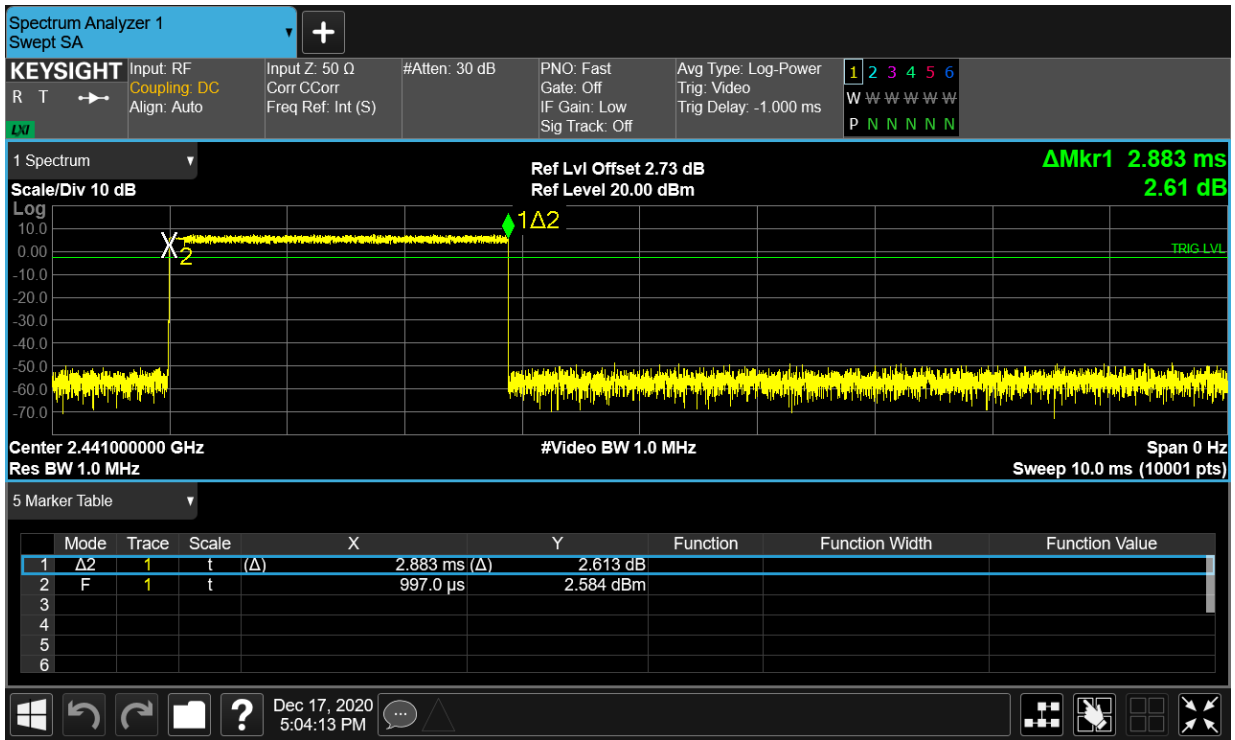 Spectrum Analyzer 1
Swept SA
KEYSIGHT
R T
LXI
Input: RF
Coupling: DC
Align: Auto
Input Z: 50 Ω
Corr CCorr
Freq Ref: Int (S)
#Atten: 30 dB
PNO: Fast
Gate: Off
IF Gain: Low
Sig Track: Off
Avg Type: Log-Power
Trig: Video
Trig Delay: -1.000 ms
1 2 3 4 5 6
W W W W W W
P N N N N N
1 Spectrum
Scale/Div 10 dB
Ref Lvl Offset 2.73 dB
Ref Level 20.00 dBm
ΔMkr1 2.883 ms
2.61 dB
Log
10.0
0.00
-10.0
-20.0
-30.0
-40.0
-50.0
-60.0
-70.0
X
2
1Δ2
TRIG LVL
Center 2.441000000 GHz
#Video BW 1.0 MHz
Span 0 Hz
Res BW 1.0 MHz
Sweep 10.0 ms (10001 pts)
5 Marker Table
Mode Trace Scale X Y Function Function Width Function Value
1 Δ2 1 t (Δ) 2.883 ms (Δ) 2.613 dB
2 F 1 t 997.0 μs 2.584 dBm
3
4
5
6
?
Dec 17, 2020
5:04:13 PM